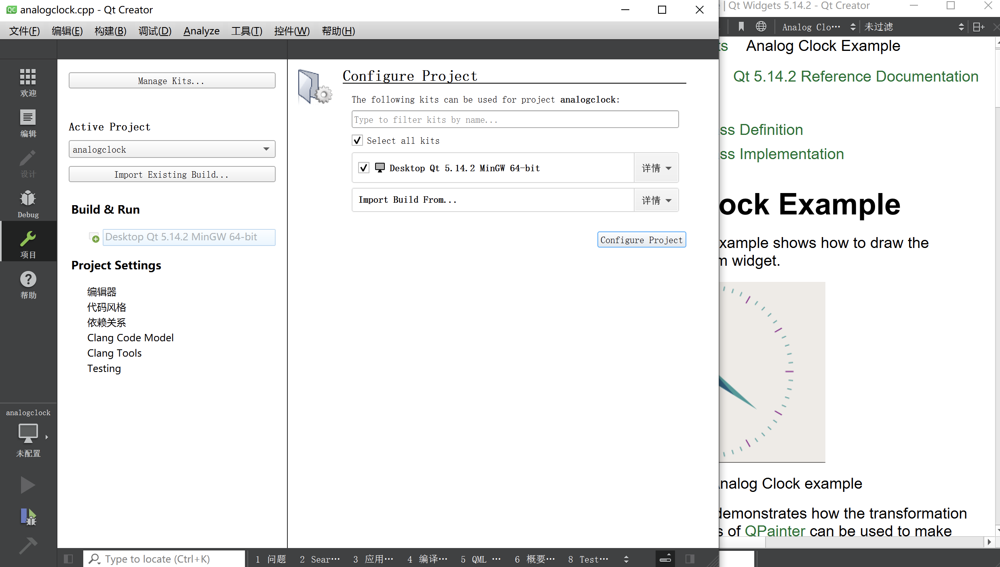 analogclock.cpp - Qt Creator
文件(F) 编辑(E) 构建(B) 调试(D) Analyze 工具(T) 控件(W) 帮助(H)
欢迎
编辑
设计
Debug
项目
帮助
analogclock
未配置
Manage Kits...
Active Project
analogclock
Import Existing Build...
Build & Run
Desktop Qt 5.14.2 MinGW 64-bit
Project Settings
编辑器
代码风格
依赖关系
Clang Code Model
Clang Tools
Testing
Configure Project
The following kits can be used for project analogclock:
Type to filter kits by name...
Select all kits
Desktop Qt 5.14.2 MinGW 64-bit 详情
Import Build From... 详情
Configure Project
Type to locate (Ctrl+K) 1 问题 2 Sear… 3 应用… 4 编译… 5 QML … 6 概要… 8 Test…
| Qt Widgets 5.14.2 - Qt Creator
Analog Clo… 未过滤
ts Analog Clock Example
Qt 5.14.2 Reference Documentation
ss Definition
ss Implementation
ock Example
xample shows how to draw the
m widget.
nalog Clock example
demonstrates how the transformation
s of QPainter can be used to make